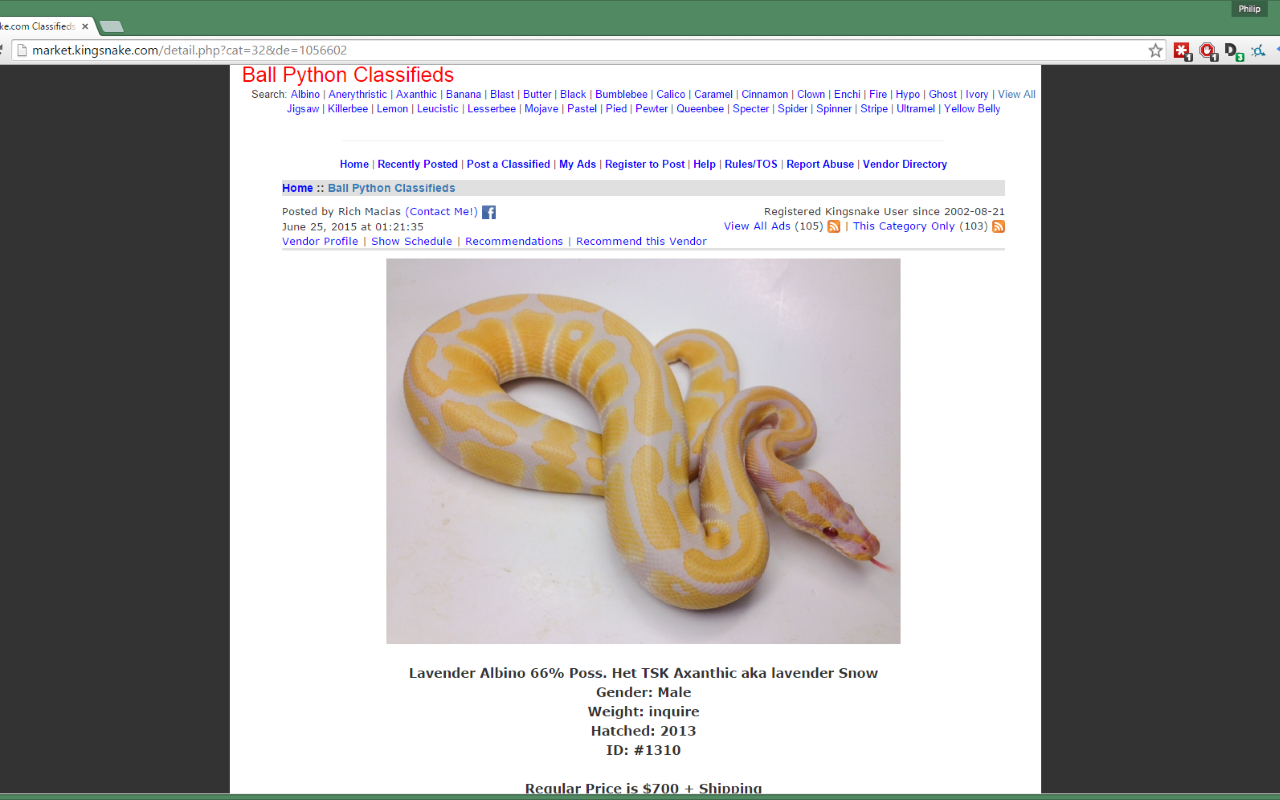 Philip
ke.com Classifieds ×
market.kingsnake.com/detail.php?cat=32&de=1056602
1 1 D 3
Ball Python Classifieds
Search: Albino | Anerythristic | Axanthic | Banana | Blast | Butter | Black | Bumblebee | Calico | Caramel | Cinnamon | Clown | Enchi | Fire | Hypo | Ghost | Ivory | View All
Jigsaw | Killerbee | Lemon | Leucistic | Lesserbee | Mojave | Pastel | Pied | Pewter | Queenbee | Specter | Spider | Spinner | Stripe | Ultramel | Yellow Belly
Home | Recently Posted | Post a Classified | My Ads | Register to Post | Help | Rules/TOS | Report Abuse | Vendor Directory
Home :: Ball Python Classifieds
Posted by Rich Macias (Contact Me!) f
Registered Kingsnake User since 2002-08-21
June 25, 2015 at 01:21:35
View All Ads (105) | This Category Only (103)
Vendor Profile | Show Schedule | Recommendations | Recommend this Vendor
Lavender Albino 66% Poss. Het TSK Axanthic aka lavender Snow
Gender: Male
Weight: inquire
Hatched: 2013
ID: #1310
Regular Price is $700 + Shipping